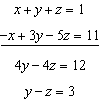 x + y + z = 1
-x + 3y - 5z = 11
4y - 4z = 12
y - z = 3